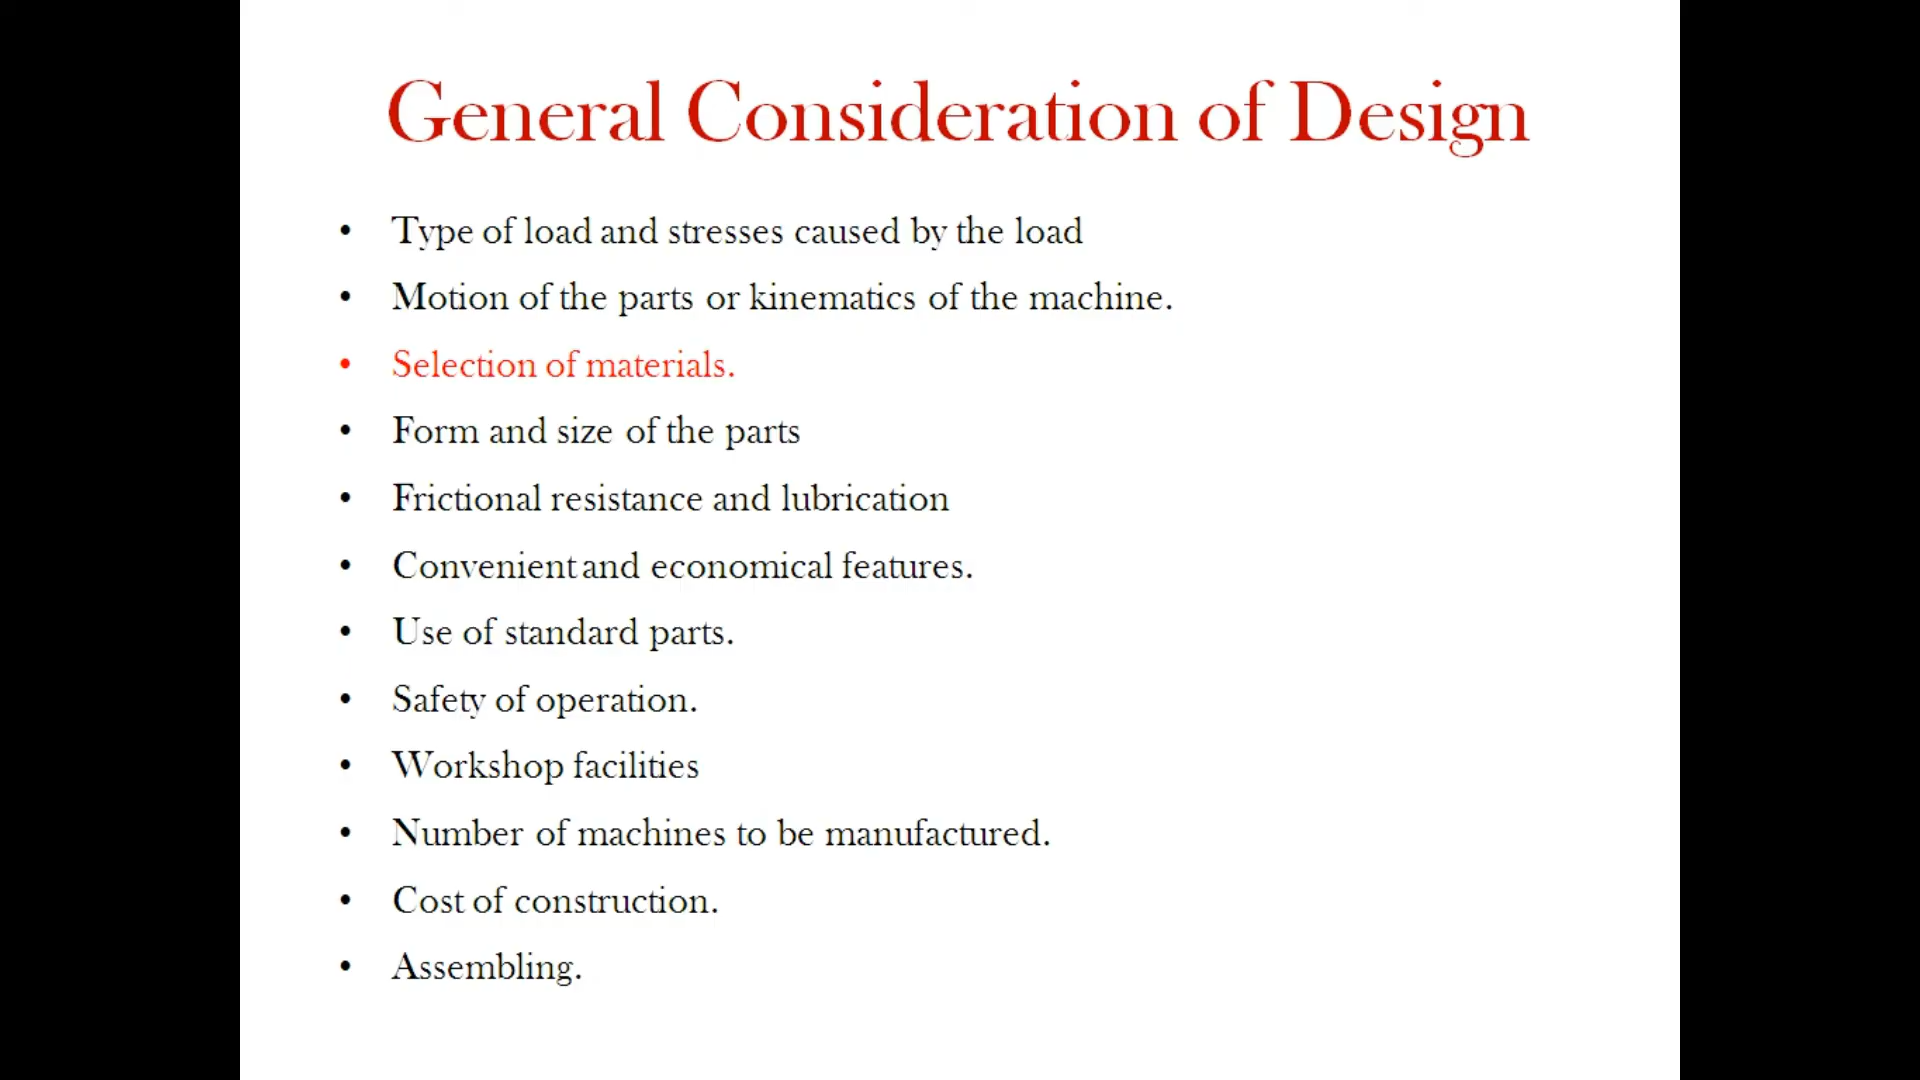 General Consideration of Design
• Type of load and stresses caused by the load
• Motion of the parts or kinematics of the machine.
• Selection of materials.
• Form and size of the parts
• Frictional resistance and lubrication
• Convenient and economical features.
• Use of standard parts.
• Safety of operation.
• Workshop facilities
• Number of machines to be manufactured.
• Cost of construction.
• Assembling.